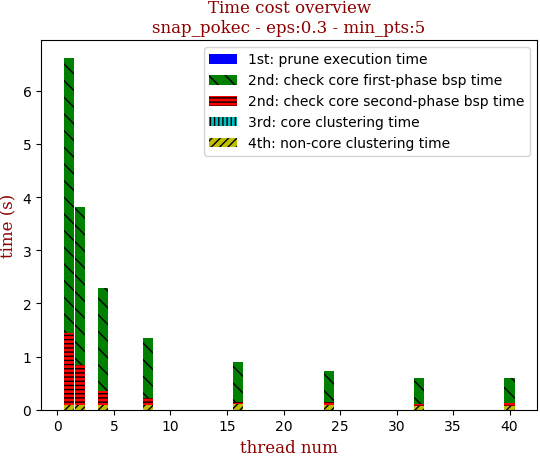 Time cost overview
snap_pokec - eps:0.3 - min_pts:5
1st: prune execution time
2nd: check core first-phase bsp time
2nd: check core second-phase bsp time
3rd: core clustering time
4th: non-core clustering time
time (s)
6
5
4
3
2
1
0
0 5 10 15 20 25 30 35 40
thread num